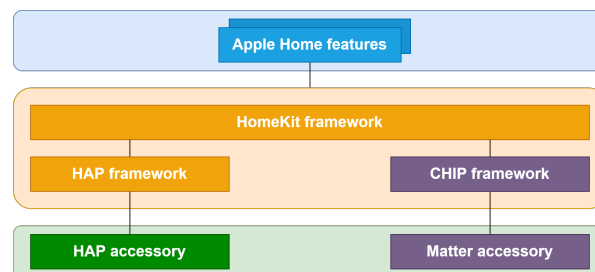 Apple Home features
HomeKit framework
HAP framework
CHIP framework
HAP accessory
Matter accessory